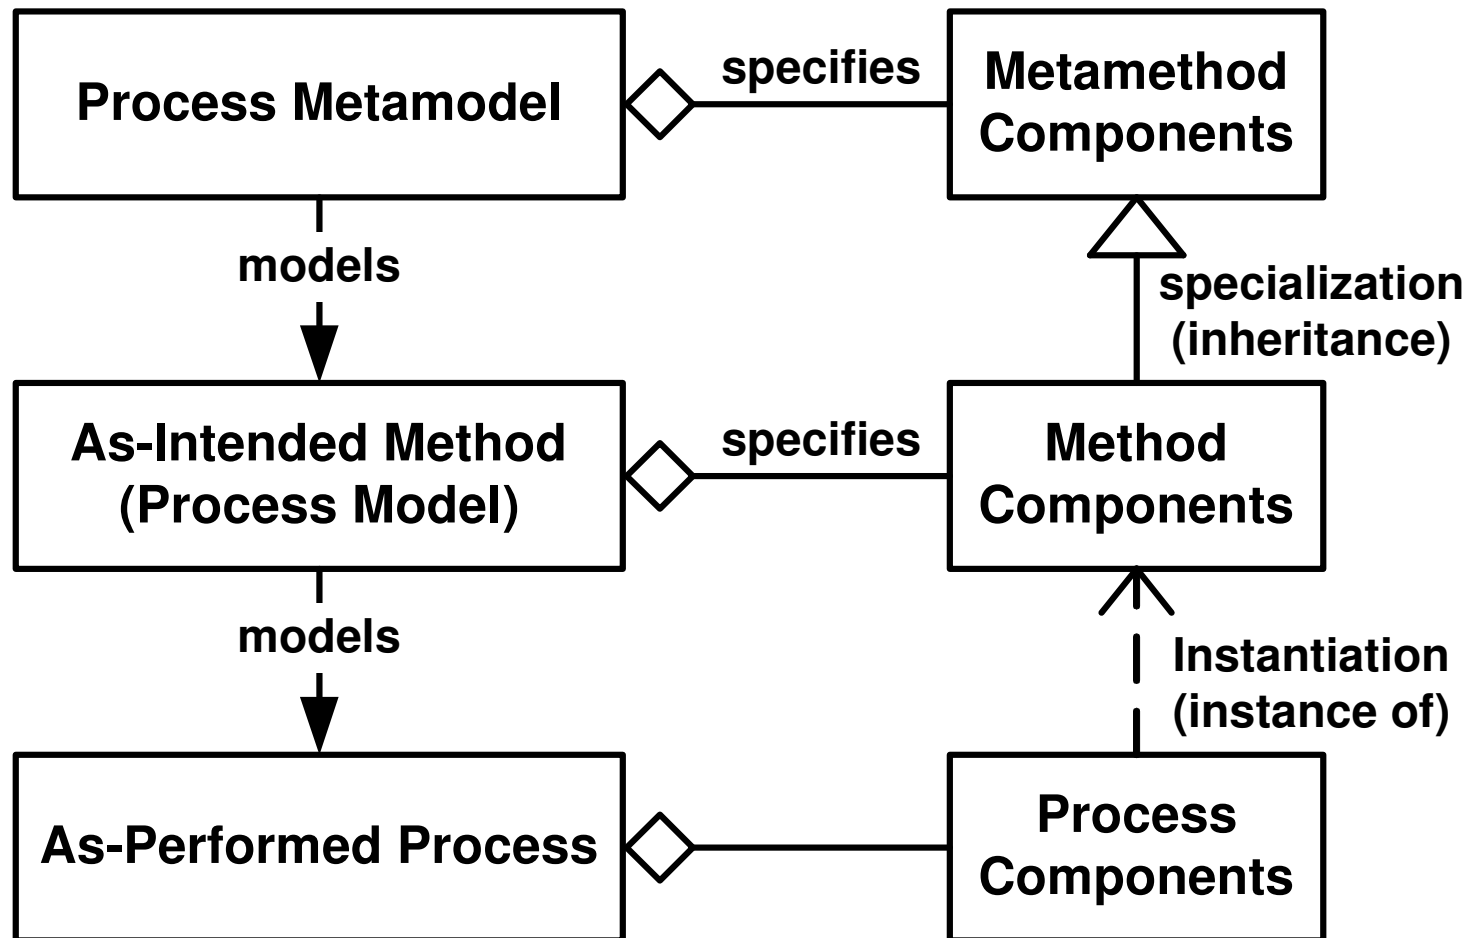 Process Metamodel
specifies
Metamethod
Components
models
specialization
(inheritance)
As-Intended Method
(Process Model)
specifies
Method
Components
models
Instantiation
(instance of)
As-Performed Process
Process
Components